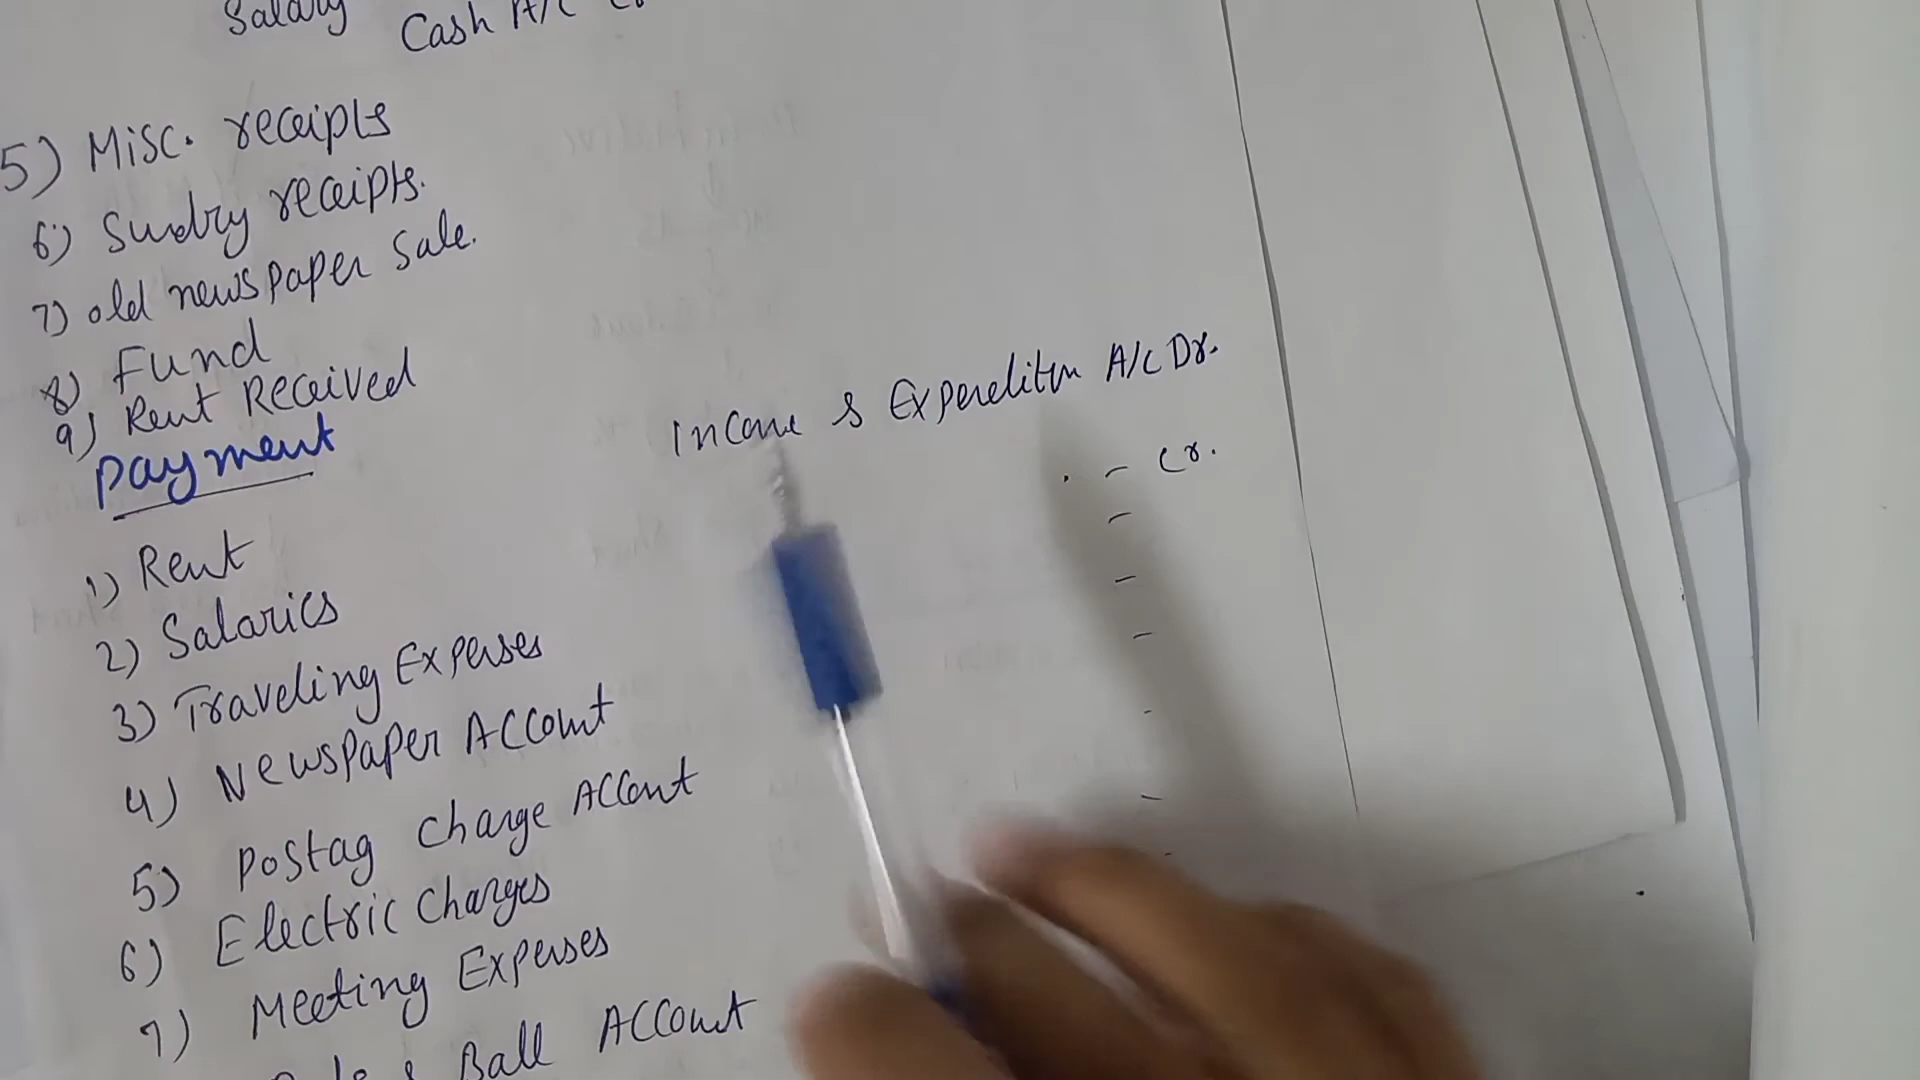 Salary
Cash A/C
5) Misc. receipts
6) Sundry receipts.
7) old newspaper sale.
8) Fund
9) Rent Received
Payment
Income & Expenditure A/C Dr.
- Cr.
1) Rent
2) Salaries
3) Traveling Expenses
4) Newspaper Account
5) Postag charge Account
6) Electric charges
7) Meeting Expenses
& Ball Account